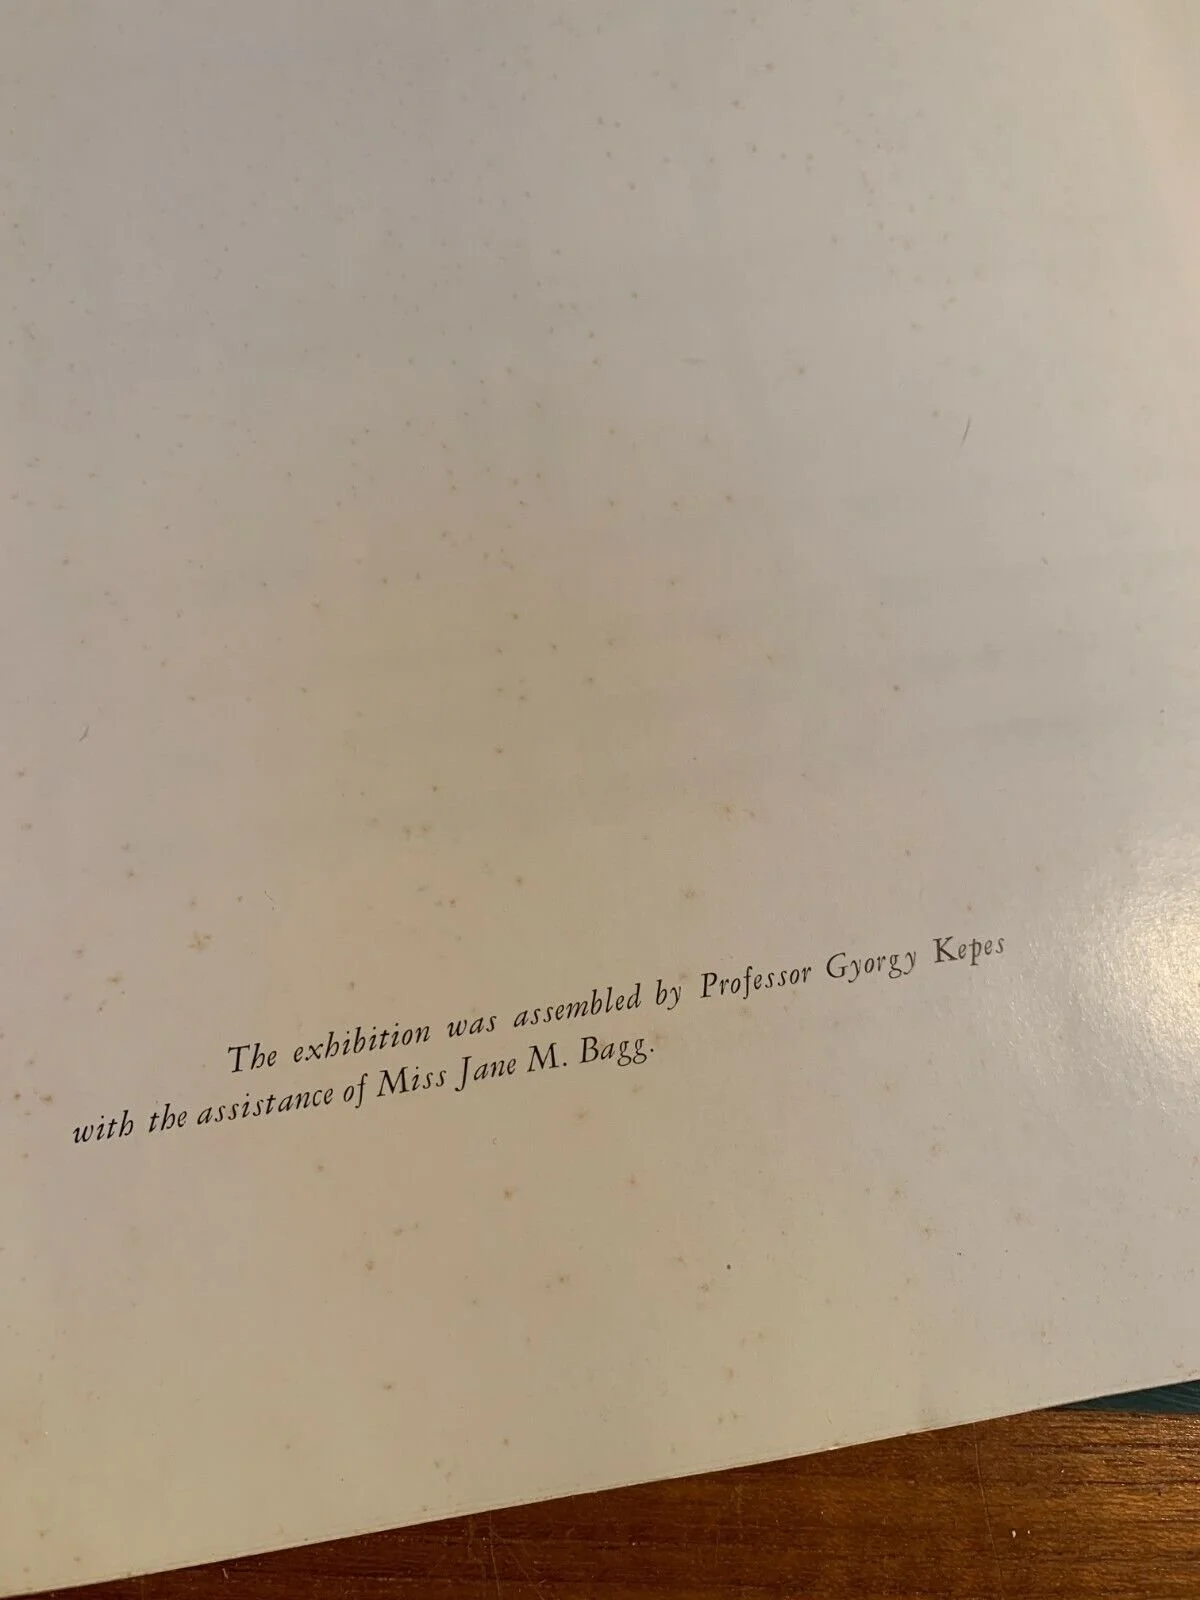 The exhibition was assembled by Professor Gyorgy Kepes
with the assistance of Miss Jane M. Bagg.